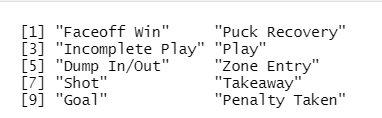 [1] "Faceoff Win"     "Puck Recovery"
[3] "Incomplete Play" "Play"
[5] "Dump In/Out"     "Zone Entry"
[7] "Shot"            "Takeaway"
[9] "Goal"            "Penalty Taken"